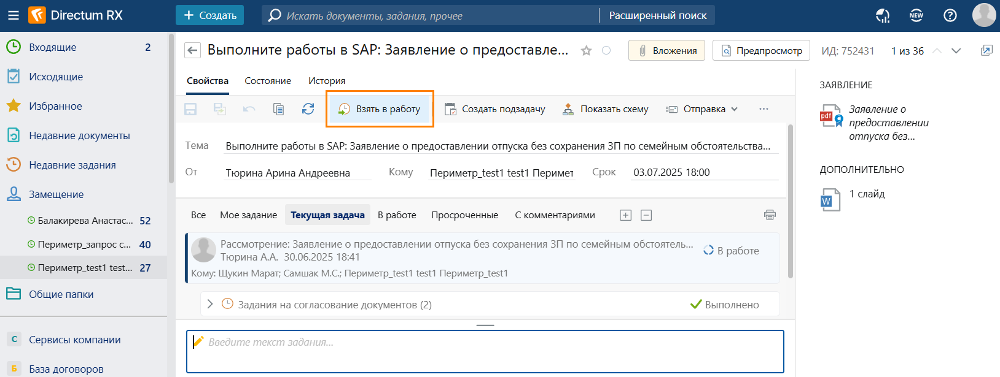 Directum RX
Создать
Искать документы, задания, прочее
Расширенный поиск
NEW
Входящие 2
Исходящие
Избранное
Недавние документы
Недавние задания
Замещение
Балакирева Анастас... 52
Периметр_запрос с... 40
Периметр_test1 test... 27
Общие папки
С Сервисы компании
Б База договоров
Выполните работы в SAP: Заявление о предоставле...
Вложения
Предпросмотр
ИД: 752431
1 из 36
Свойства Состояние История
Взять в работу
Создать подзадачу
Показать схему
Отправка
Тема Выполните работы в SAP: Заявление о предоставлении отпуска без сохранения ЗП по семейным обстоятельства...
От Тюрина Арина Андреевна Кому Периметр_test1 test1 Перимет Срок 03.07.2025 18:00
Все Мое задание Текущая задача В работе Просроченные С комментариями
Рассмотрение: Заявление о предоставлении отпуска без сохранения ЗП по семейным обстоятель...
Тюрина А.А. 30.06.2025 18:41
В работе
Кому: Щукин Марат; Самшак М.С.; Периметр_test1 test1 Периметр_test1
Задания на согласование документов (2)
Выполнено
Введите текст задания...
ЗАЯВЛЕНИЕ
pdf
Заявление о
предоставлении
отпуска без...
ДОПОЛНИТЕЛЬНО
W
1 слайд